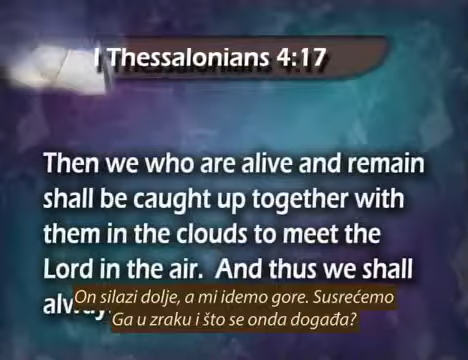 I Thessalonians 4:17
Then we who are alive and remain
shall be caught up together with
them in the clouds to meet the
Lord in the air. And thus we shall
On silazi dolje, a mi idemo gore. Susrećemo
Ga u zraku i što se onda događa?